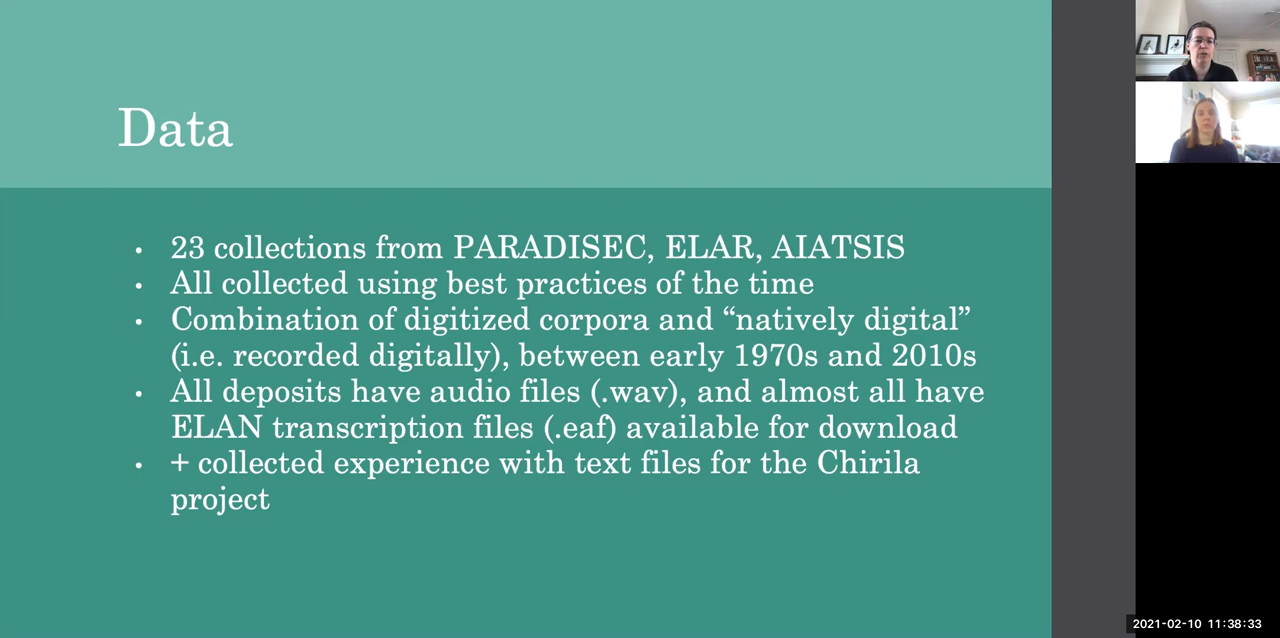 Data
• 23 collections from PARADISEC, ELAR, AIATSIS
• All collected using best practices of the time
• Combination of digitized corpora and “natively digital”
(i.e. recorded digitally), between early 1970s and 2010s
• All deposits have audio files (.wav), and almost all have
ELAN transcription files (.eaf) available for download
• + collected experience with text files for the Chirila
project
2021-02-10 11:38:33